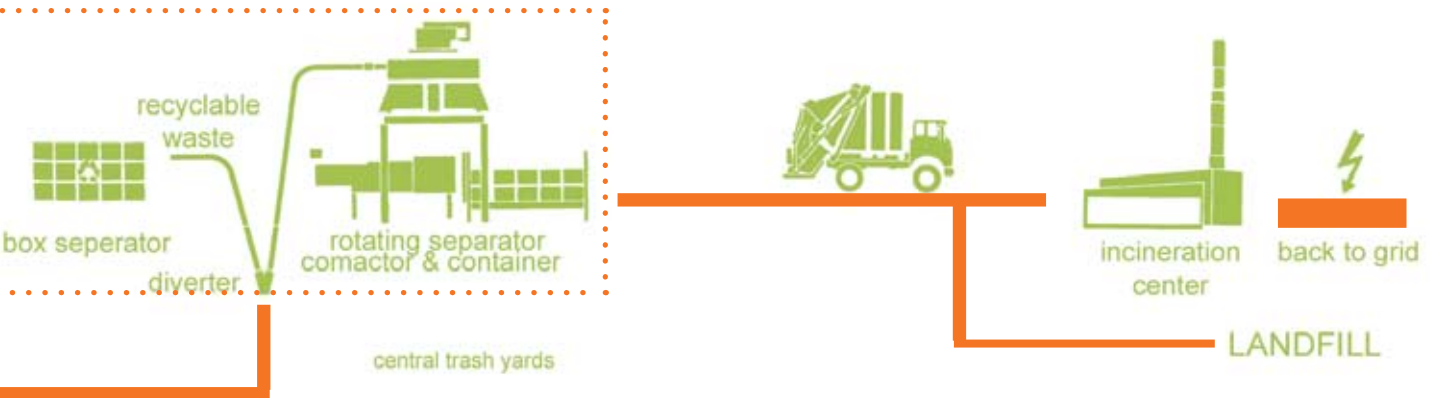 recyclable
waste
box seperator
diverter
rotating separator
comactor & container
central trash yards
incineration
center
back to grid
LANDFILL